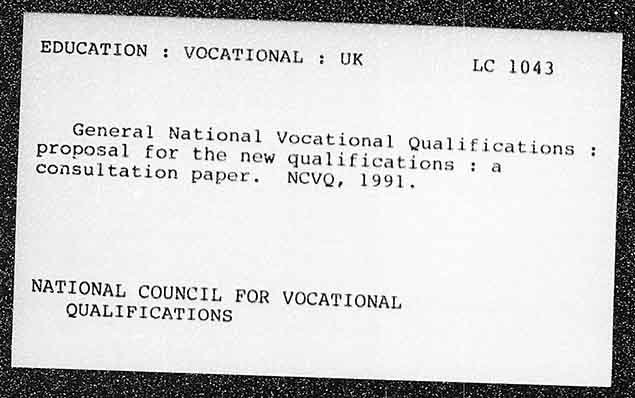 EDUCATION : VOCATIONAL : UK LC 1043
General National Vocational Qualifications :
proposal for the new qualifications : a
consultation paper. NCVQ, 1991.
NATIONAL COUNCIL FOR VOCATIONAL
QUALIFICATIONS